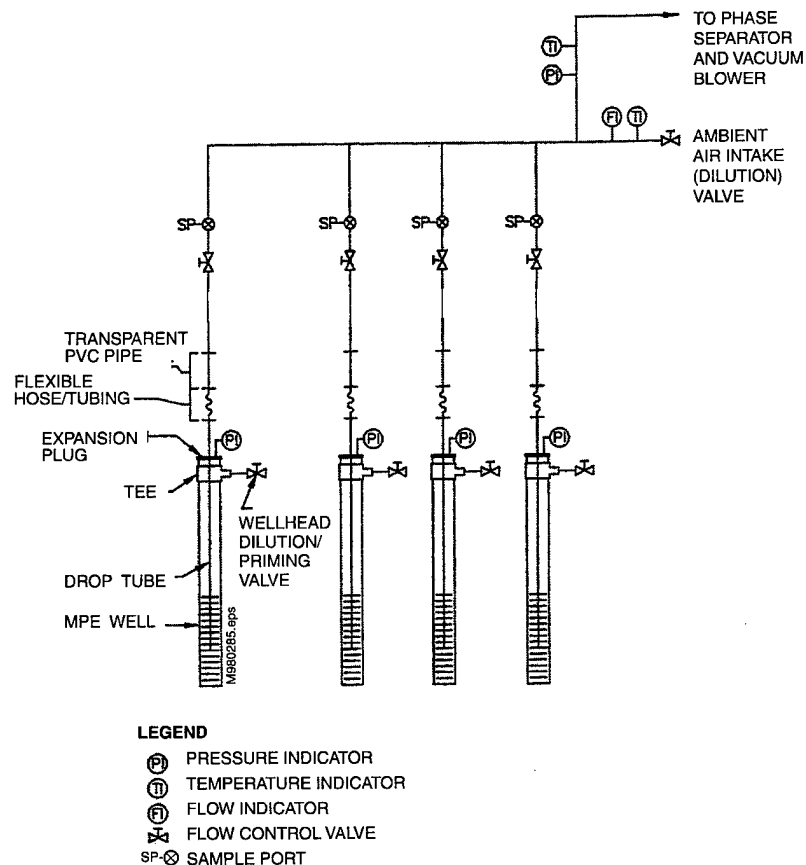 TO PHASE
SEPARATOR
AND VACUUM
BLOWER
TI
PI
FI
TI
AMBIENT
AIR INTAKE
(DILUTION)
VALVE
SP
SP
SP
SP
TRANSPARENT
PVC PIPE
FLEXIBLE
HOSE/TUBING
EXPANSION
PLUG
PI
PI
PI
PI
TEE
WELLHEAD
DILUTION/
PRIMING
VALVE
DROP TUBE
MPE WELL
M980285.eps
LEGEND
PI PRESSURE INDICATOR
TI TEMPERATURE INDICATOR
FI FLOW INDICATOR
FLOW CONTROL VALVE
SP- SAMPLE PORT